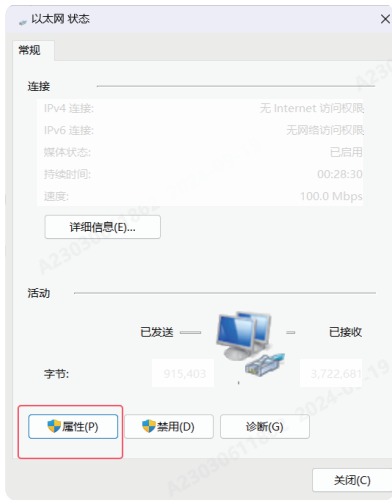 以太网 状态
常规
连接
IPv4 连接: 无 Internet 访问权限
IPv6 连接: 无网络访问权限
媒体状态: 已启用
持续时间: 00:28:30
速度: 100.0 Mbps
详细信息(E)...
活动
已发送 已接收
字节: 915,403 3,722,681
属性(P) 禁用(D) 诊断(G)
关闭(C)